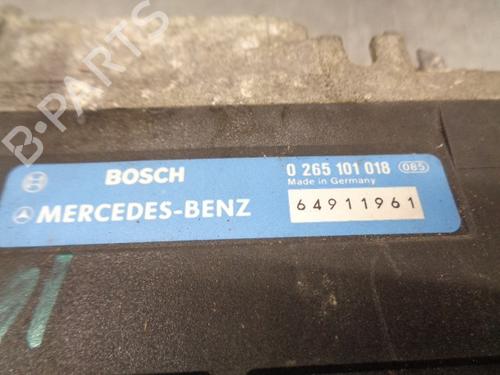 B-PARTS
BOSCH
0 265 101 018 085
Made in Germany
MERCEDES-BENZ
64911961